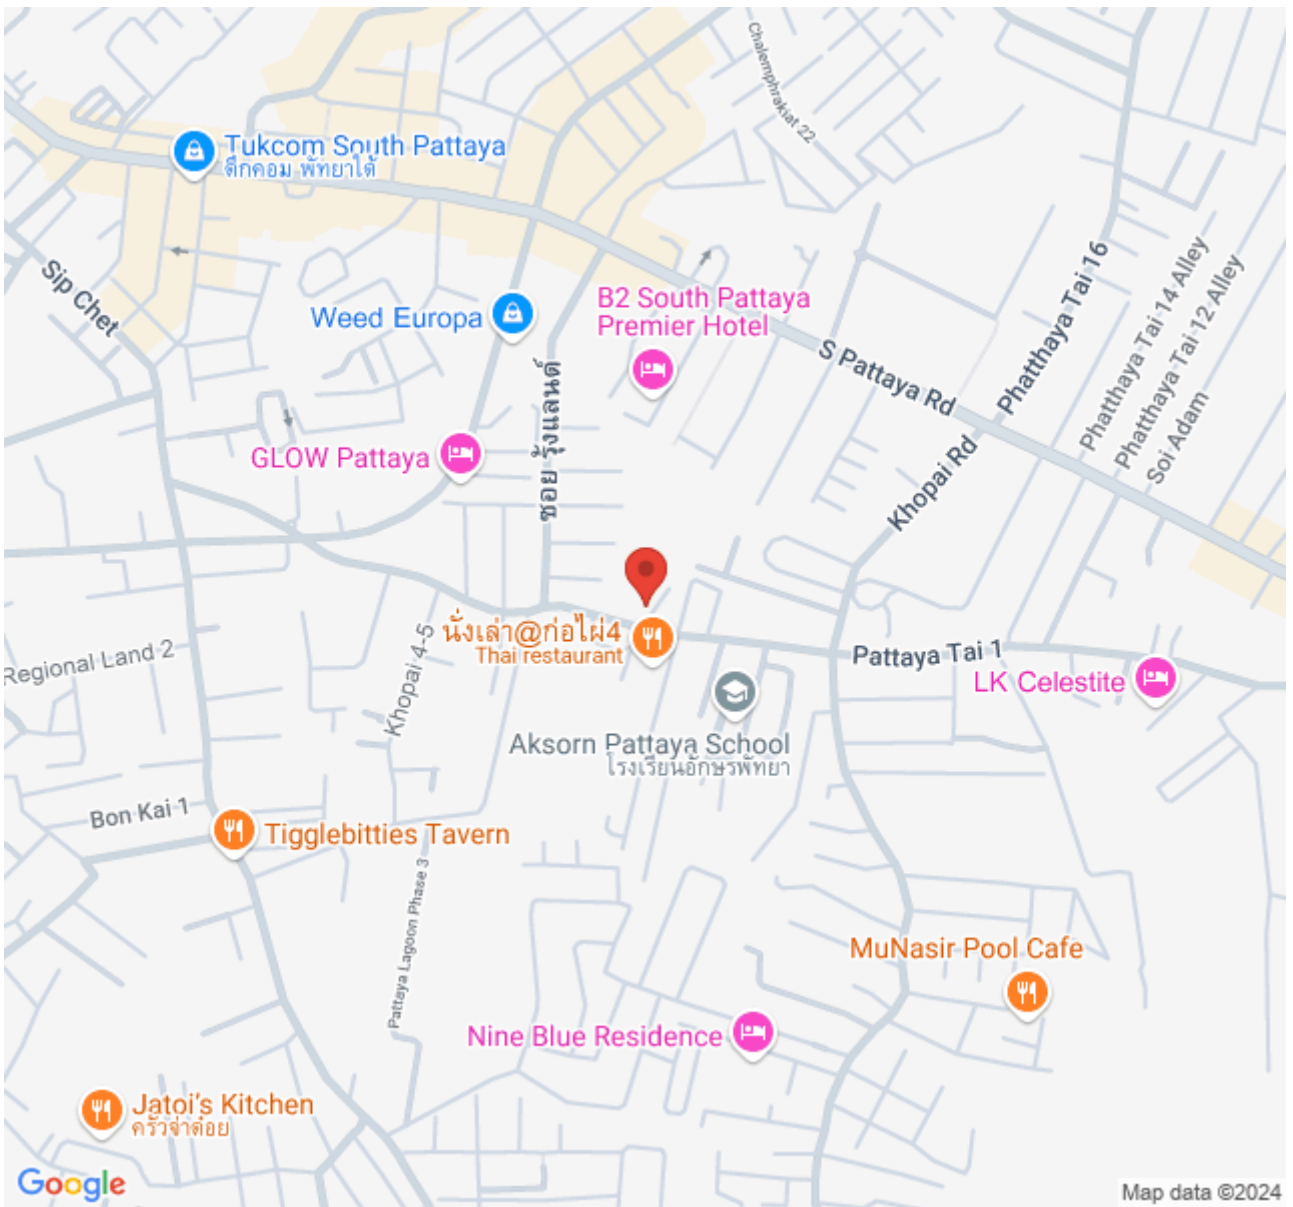 Chalermphrakiat 22
Tukcom South Pattaya
ตึกคอม พัทยาใต้
Sip Chet
Weed Europa
B2 South Pattaya
Premier Hotel
S Pattaya Rd
Phatthaya Tai 16
Phatthaya Tai 14 Alley
Phatthaya Tai 12 Alley
Soi Adam
ซอย รุ้งแลนด์
GLOW Pattaya
Khopai Rd
นั่งเล่า@ก่อไผ่4
Thai restaurant
Pattaya Tai 1
Regional Land 2
Khopai 4-5
LK Celestite
Aksorn Pattaya School
โรงเรียนอักษรพัทยา
Bon Kai 1
Tigglebitties Tavern
Pattaya Lagoon Phase 3
MuNasir Pool Cafe
Nine Blue Residence
Jatoi's Kitchen
ครัวจ่าต๋อย
Google
Map data ©2024